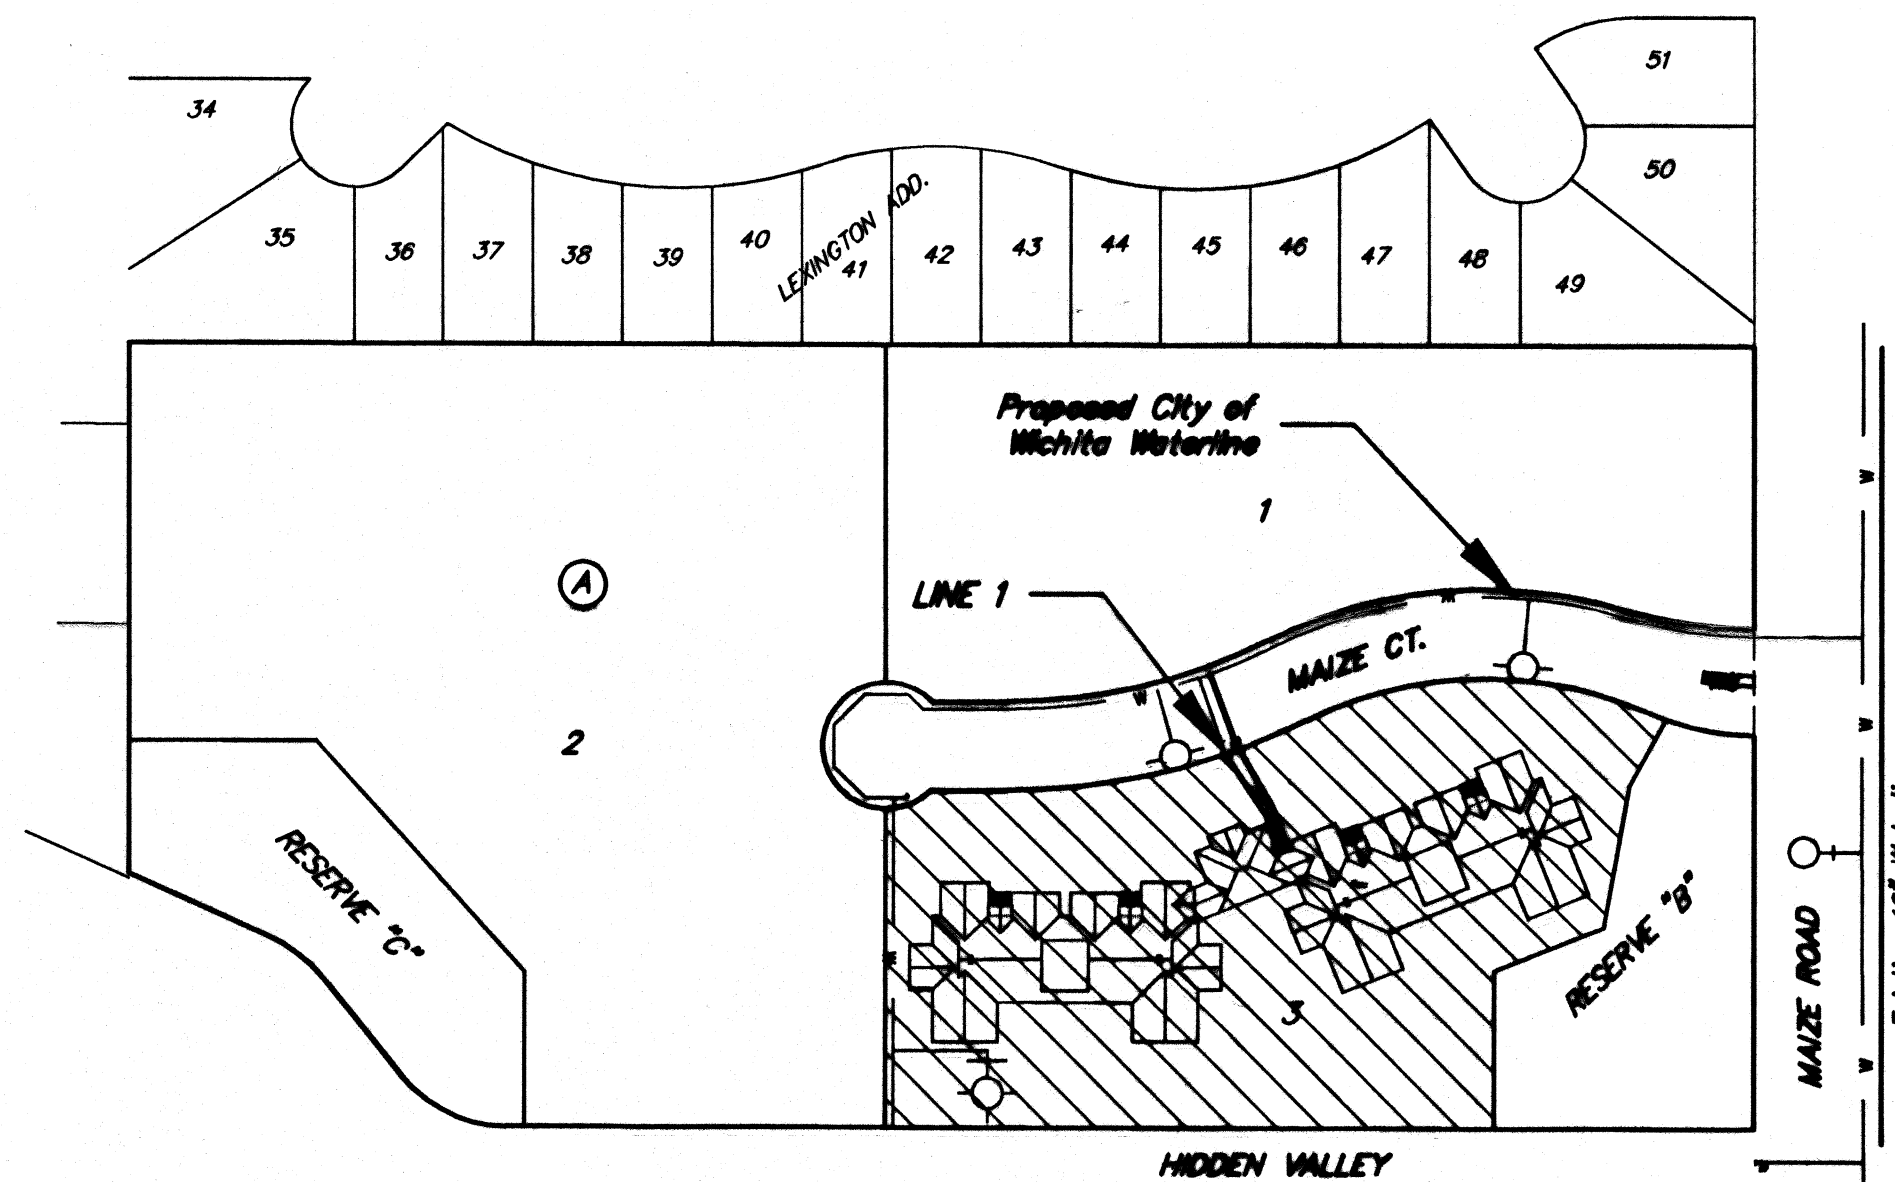 51
34
50
35
36
37
38
39
40
LEXINGTON ADD.
41
42
43
44
45
46
47
48
49
Proposed City of
Wichita Waterline
1
W
A
LINE 1
W
MAIZE CT.
W
W
2
RESERVE "C"
RESERVE "B"
MAIZE ROAD
W
3
W
HIDDEN VALLEY